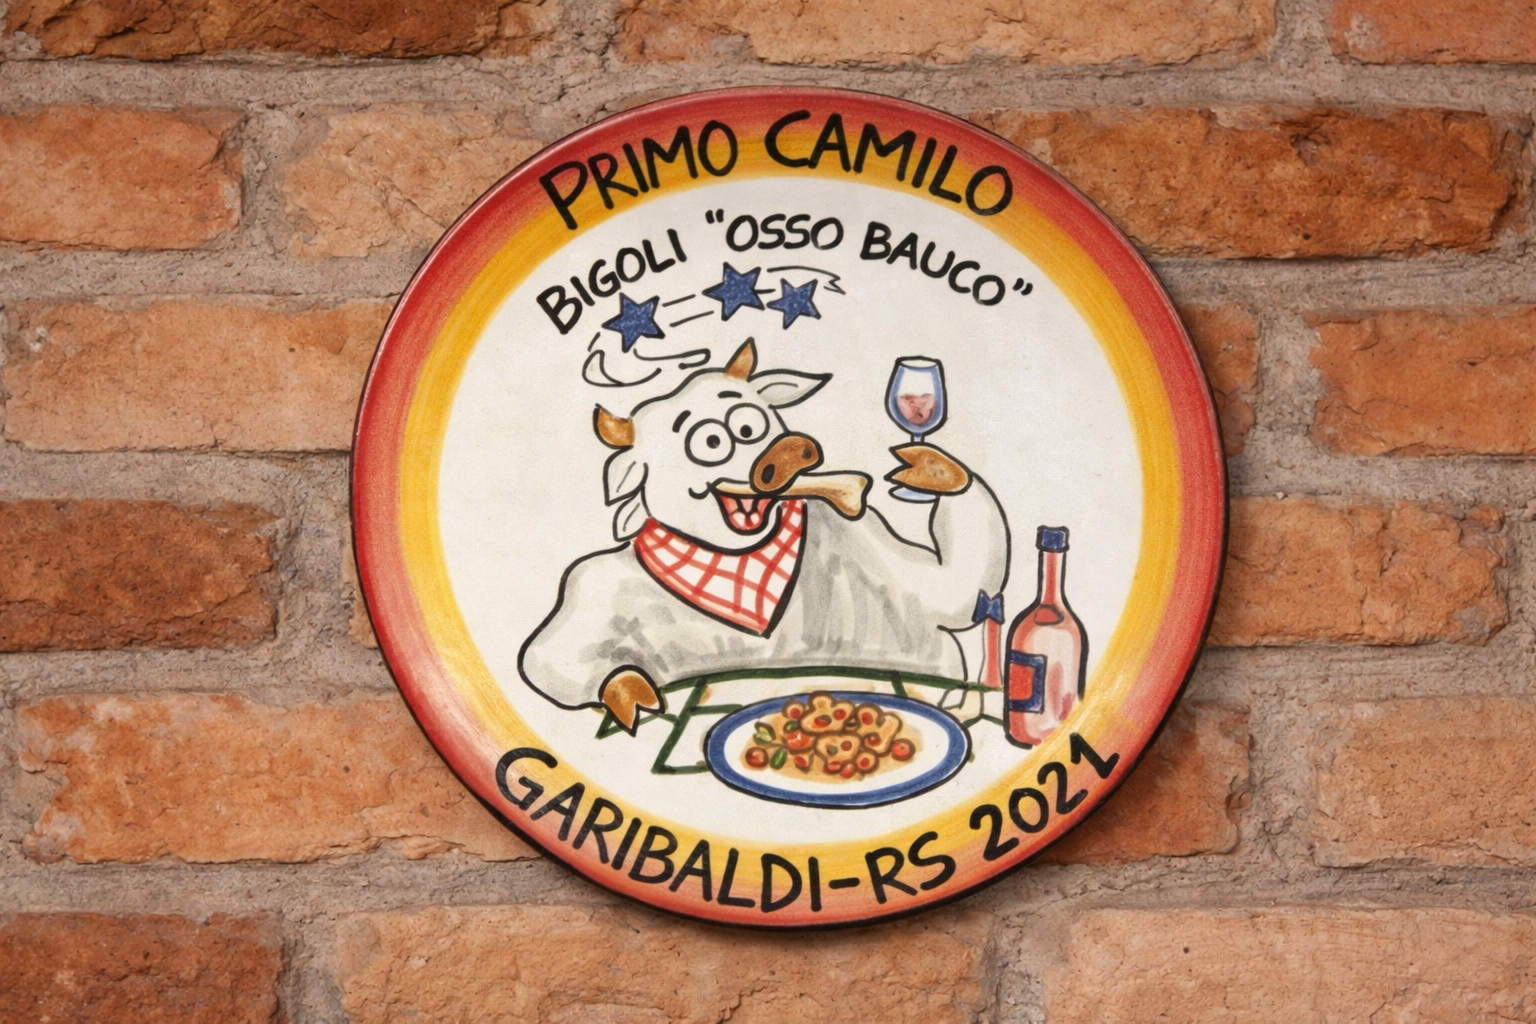 PRIMO CAMILO
BIGOLI "OSSO BAUCO"
GARIBALDI-RS 2021